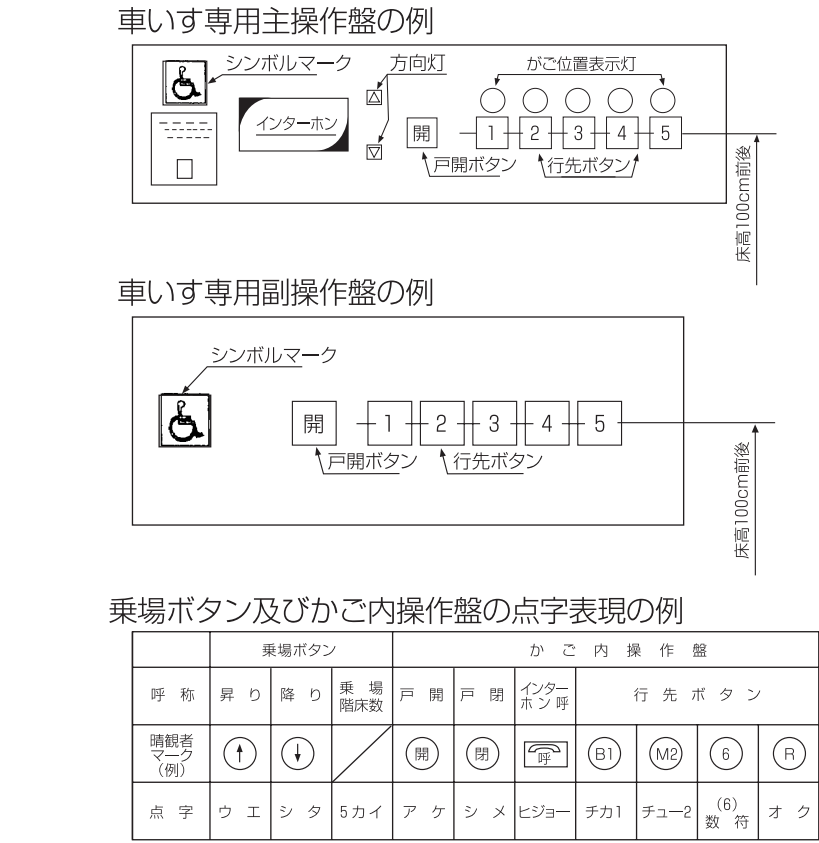 車いす専用主操作盤の例
シンボルマーク
方向灯
がご位置表示灯
インターホン
開
1 2 3 4 5
戸開ボタン
行先ボタン
床高100cm前後
車いす専用副操作盤の例
シンボルマーク
開
1 2 3 4 5
戸開ボタン
行先ボタン
床高100cm前後
乗場ボタン及びかご内操作盤の点字表現の例
乗場ボタン かご内操作盤
呼称 昇り 降り 乗場階床数 戸開 戸閉 インターホン呼 行先ボタン
晴観者マーク(例) ↑ ↓ 開 閉 呼 B1 M2 6 R
点字 ウエ シタ 5カイ アケ シメ ヒジョー チカ1 チュー2 (6)数符 オク